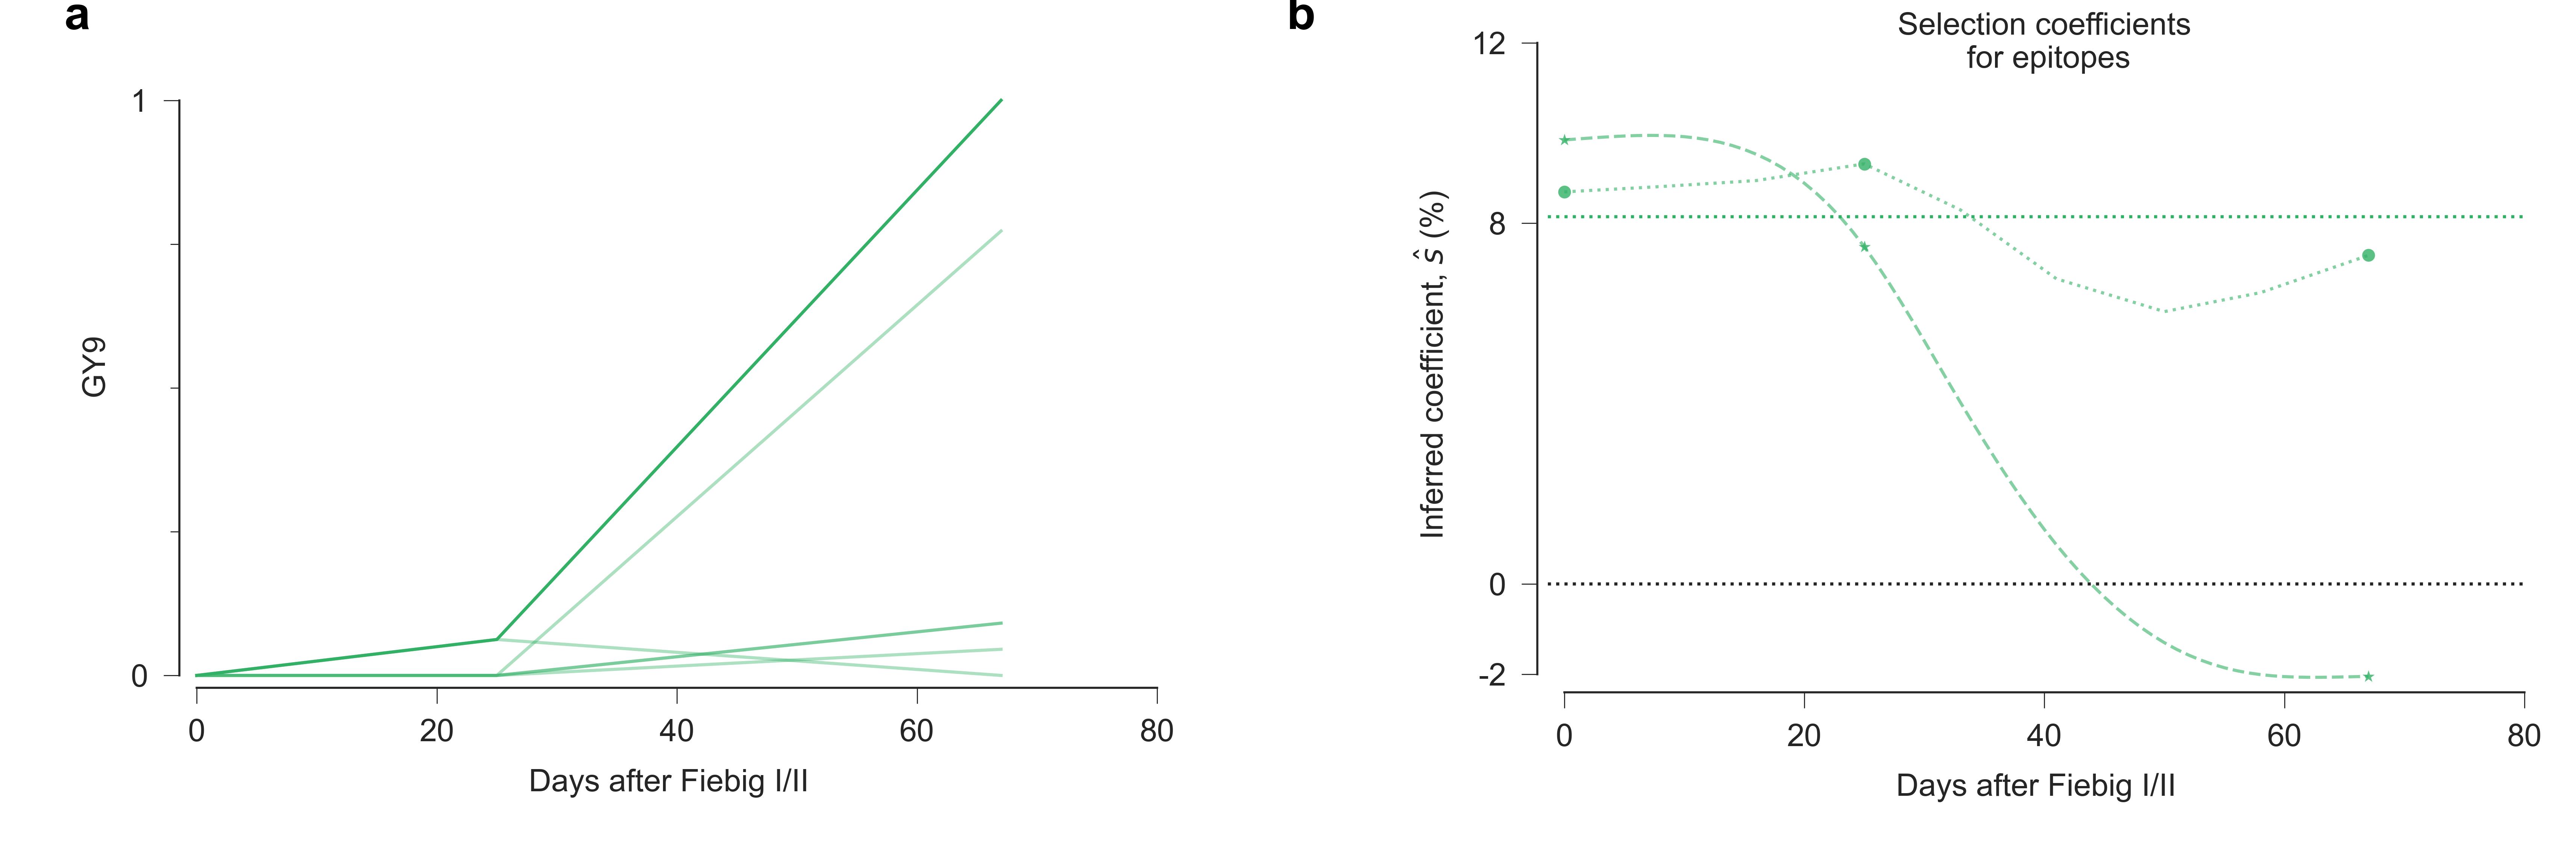 a
1
0
GY9
0 20 40 60 80
Days after Fiebig I/II
b
Selection coefficients
for epitopes
12
8
0
-2
Inferred coefficient, ŝ (%)
0 20 40 60 80
Days after Fiebig I/II